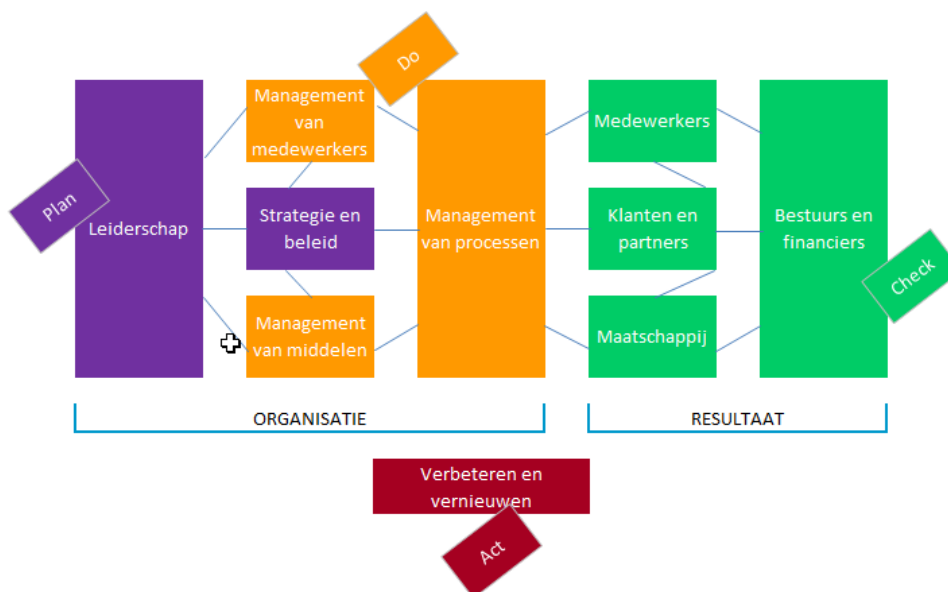 Do
Plan
Leiderschap
Management
van
medewerkers
Strategie en
beleid
Management
van middelen
Management
van processen
Medewerkers
Klanten en
partners
Maatschappij
Bestuurs en
financiers
Check
ORGANISATIE
RESULTAAT
Verbeteren en
vernieuwen
Act